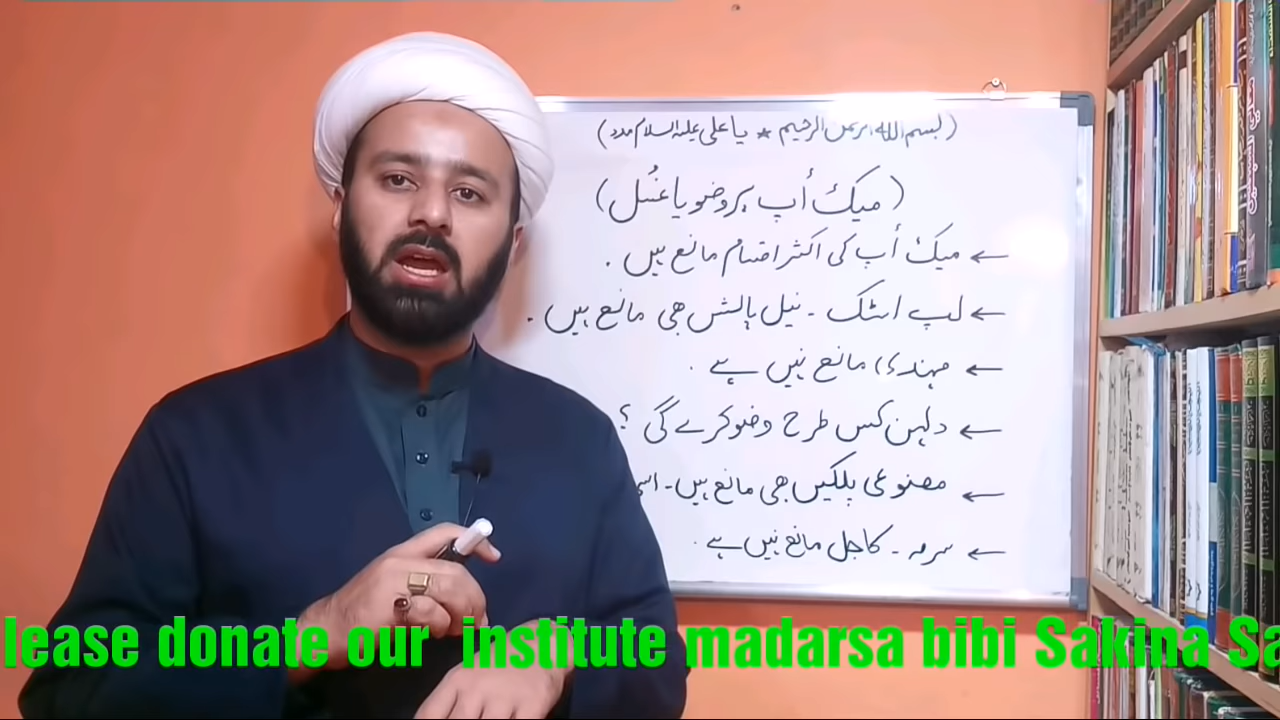 (بسم اللہ الرحمن الرحیم * یا علی علیہ السلام مدد)
(میک أپ پر وضو یا غسل)
← میک أپ کی اکثر اقسام مانع ہیں .
← لپ اسٹک ۔ نیل پالش بھی مانع ہیں .
← مہندی مانع نہیں ہے .
← دلہن کس طرح وضو کرے گی ؟
← مصنوعی پلکیں بھی مانع ہیں ۔
← سرمہ ۔ کاجل مانع نہیں ہے .
lease donate our institute madarsa bibi Sakina Sa